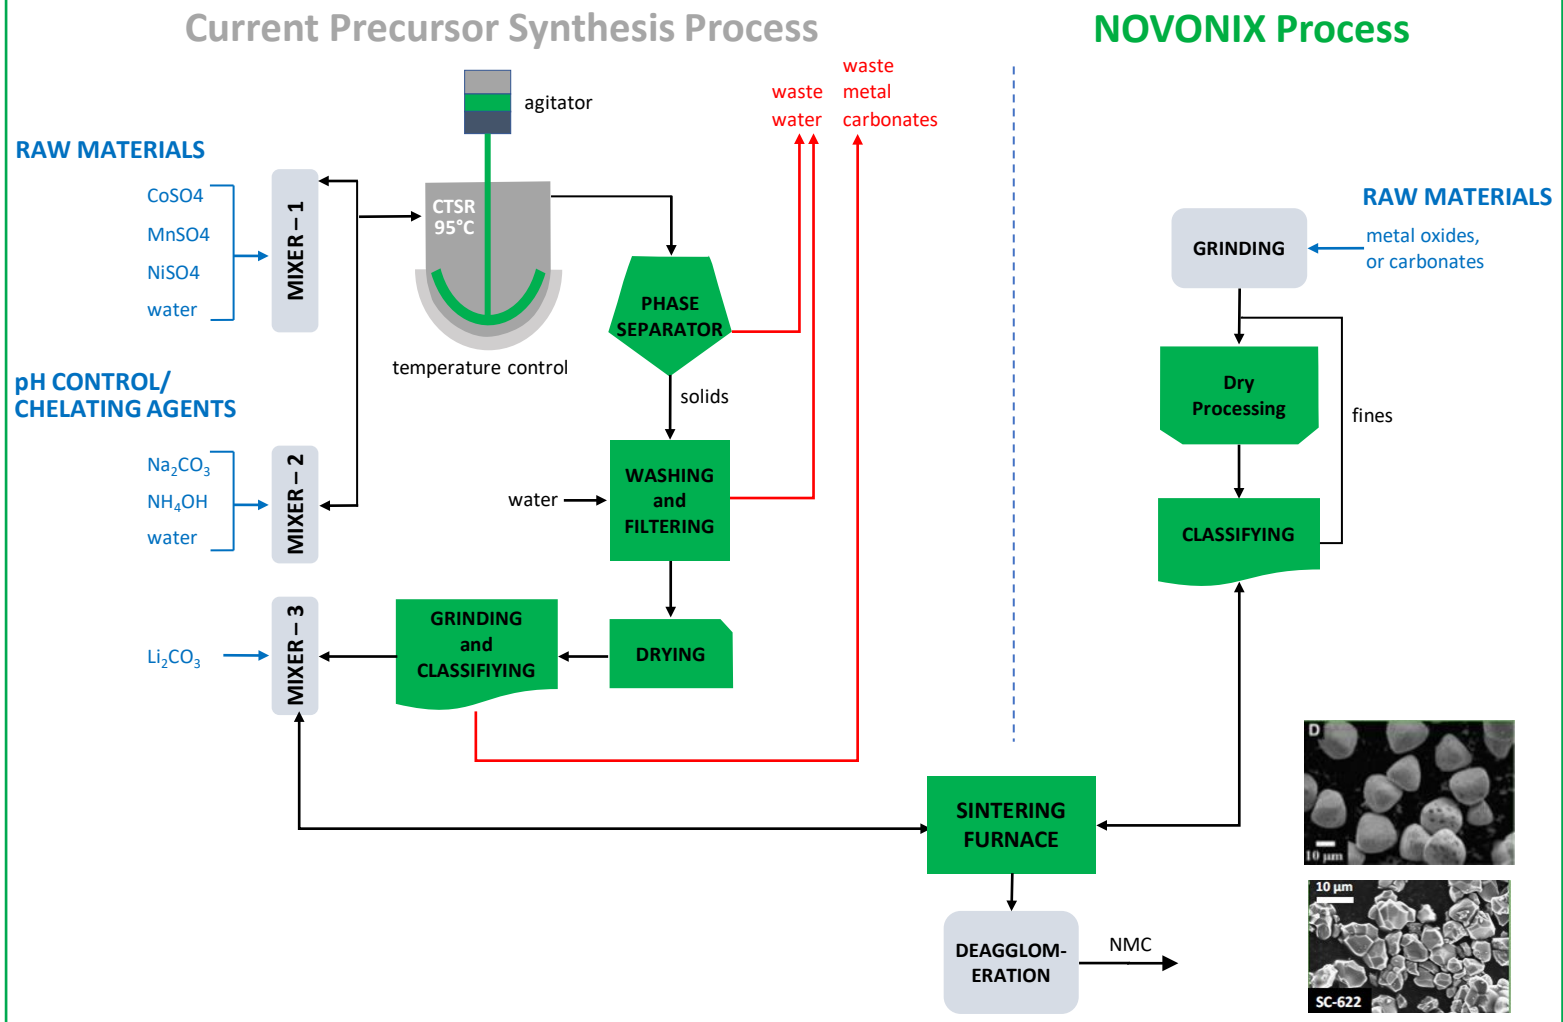 Current Precursor Synthesis Process
NOVONIX Process
agitator
waste
water
waste
metal
carbonates
RAW MATERIALS
CoSO4
MnSO4
NiSO4
water
MIXER – 1
CTSR
95°C
temperature control
PHASE
SEPARATOR
solids
pH CONTROL/
CHELATING AGENTS
Na₂CO₃
NH₄OH
water
MIXER – 2
water
WASHING
and
FILTERING
Li₂CO₃
MIXER – 3
GRINDING
and
CLASSIFIYING
DRYING
RAW MATERIALS
metal oxides,
or carbonates
GRINDING
Dry
Processing
fines
CLASSIFYING
SINTERING
FURNACE
DEAGGLOM-
ERATION
NMC
D
10 µm
10 µm
SC-622